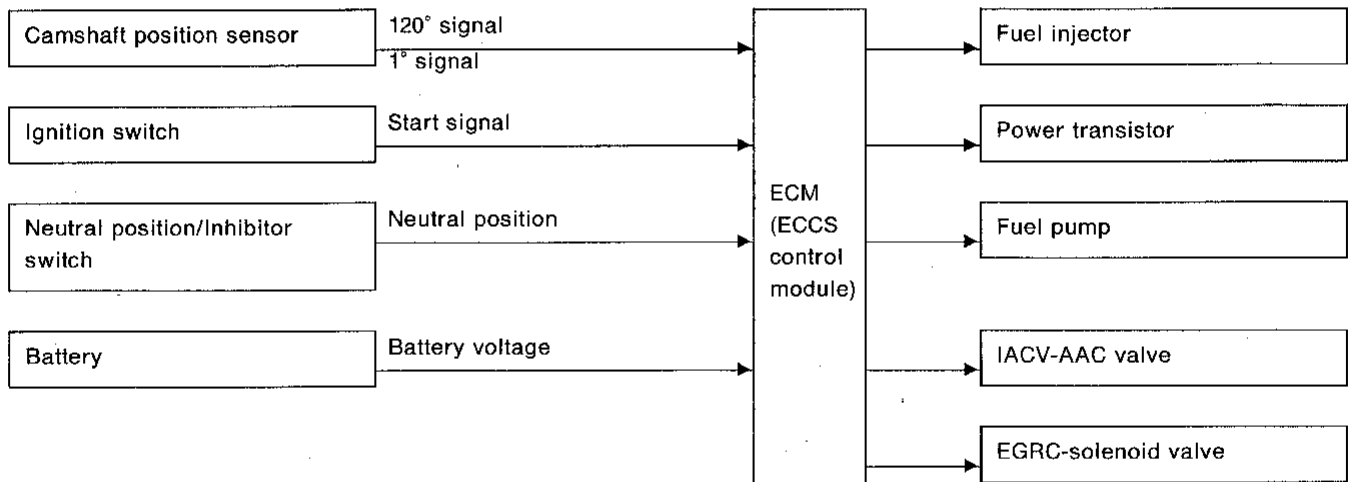 Camshaft position sensor
120° signal
1° signal
Fuel injector
Ignition switch
Start signal
Power transistor
Neutral position/Inhibitor
switch
Neutral position
ECM
(ECCS
control
module)
Fuel pump
Battery
Battery voltage
IACV-AAC valve
EGRC-solenoid valve